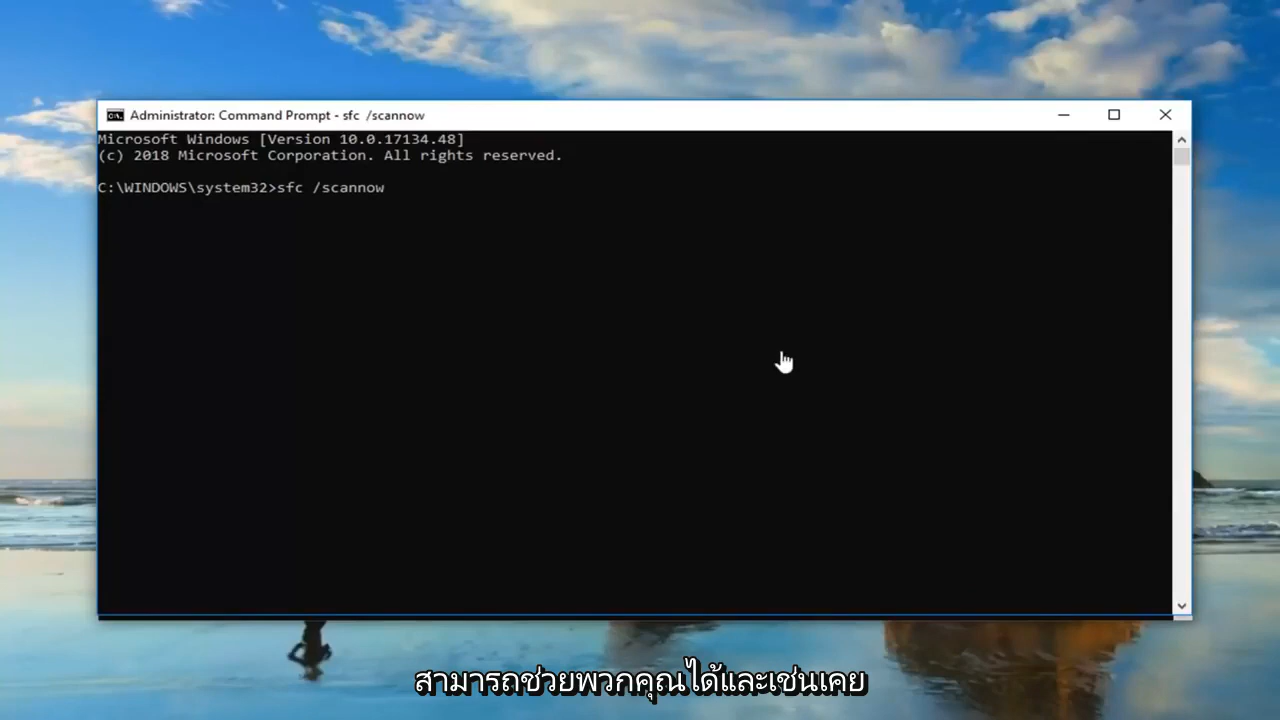 Administrator: Command Prompt - sfc  /scannow
Microsoft Windows [Version 10.0.17134.48]
(c) 2018 Microsoft Corporation. All rights reserved.
C:\WINDOWS\system32>sfc /scannow
สามารถช่วยพวกคุณได้และเช่นเคย